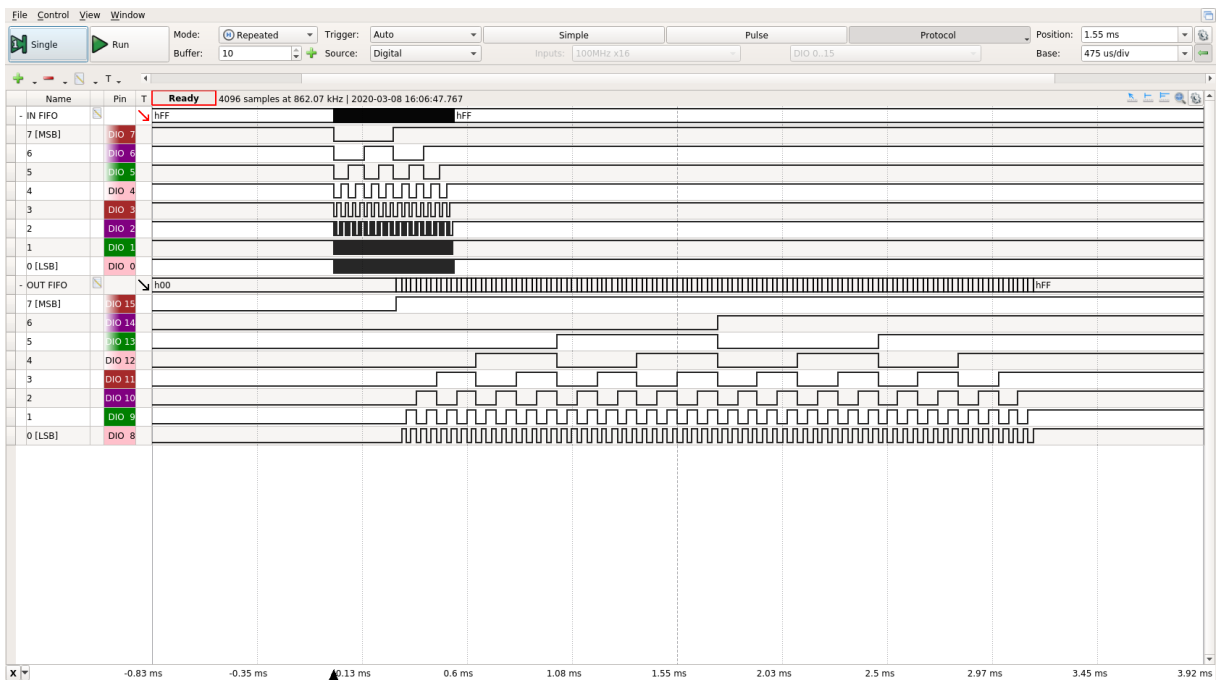 File Control View Window
Single Run Mode: Repeated Trigger: Auto Simple Pulse Protocol Position: 1.55 ms
Buffer: 10 Source: Digital Inputs: 100MHz x16 DIO 0..15 Base: 475 us/div
T
Name Pin T Ready 4096 samples at 862.07 kHz | 2020-03-08 16:06:47.767
- IN FIFO hFF hFF
7 [MSB] DIO 7
6 DIO 6
5 DIO 5
4 DIO 4
3 DIO 3
2 DIO 2
1 DIO 1
0 [LSB] DIO 0
- OUT FIFO h00 hFF
7 [MSB] DIO 15
6 DIO 14
5 DIO 13
4 DIO 12
3 DIO 11
2 DIO 10
1 DIO 9
0 [LSB] DIO 8
X -0.83 ms -0.35 ms 0.13 ms 0.6 ms 1.08 ms 1.55 ms 2.03 ms 2.5 ms 2.97 ms 3.45 ms 3.92 ms